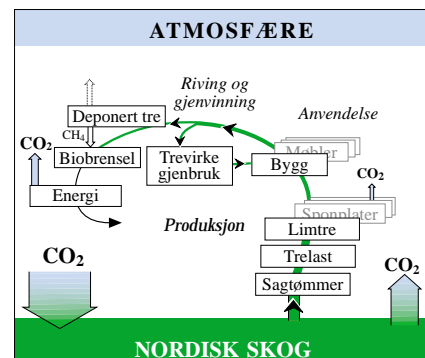 ATMOSFÆRE
Riving og
gjenvinning
Anvendelse
Deponert tre
CH₄
CO₂
Biobrensel
Trevirke
gjenbruk
Møbler
Bygg
CO₂
Energi
Sponplater
Produksjon
Limtre
Trelast
CO₂
CO₂
Sagtømmer
NORDISK SKOG